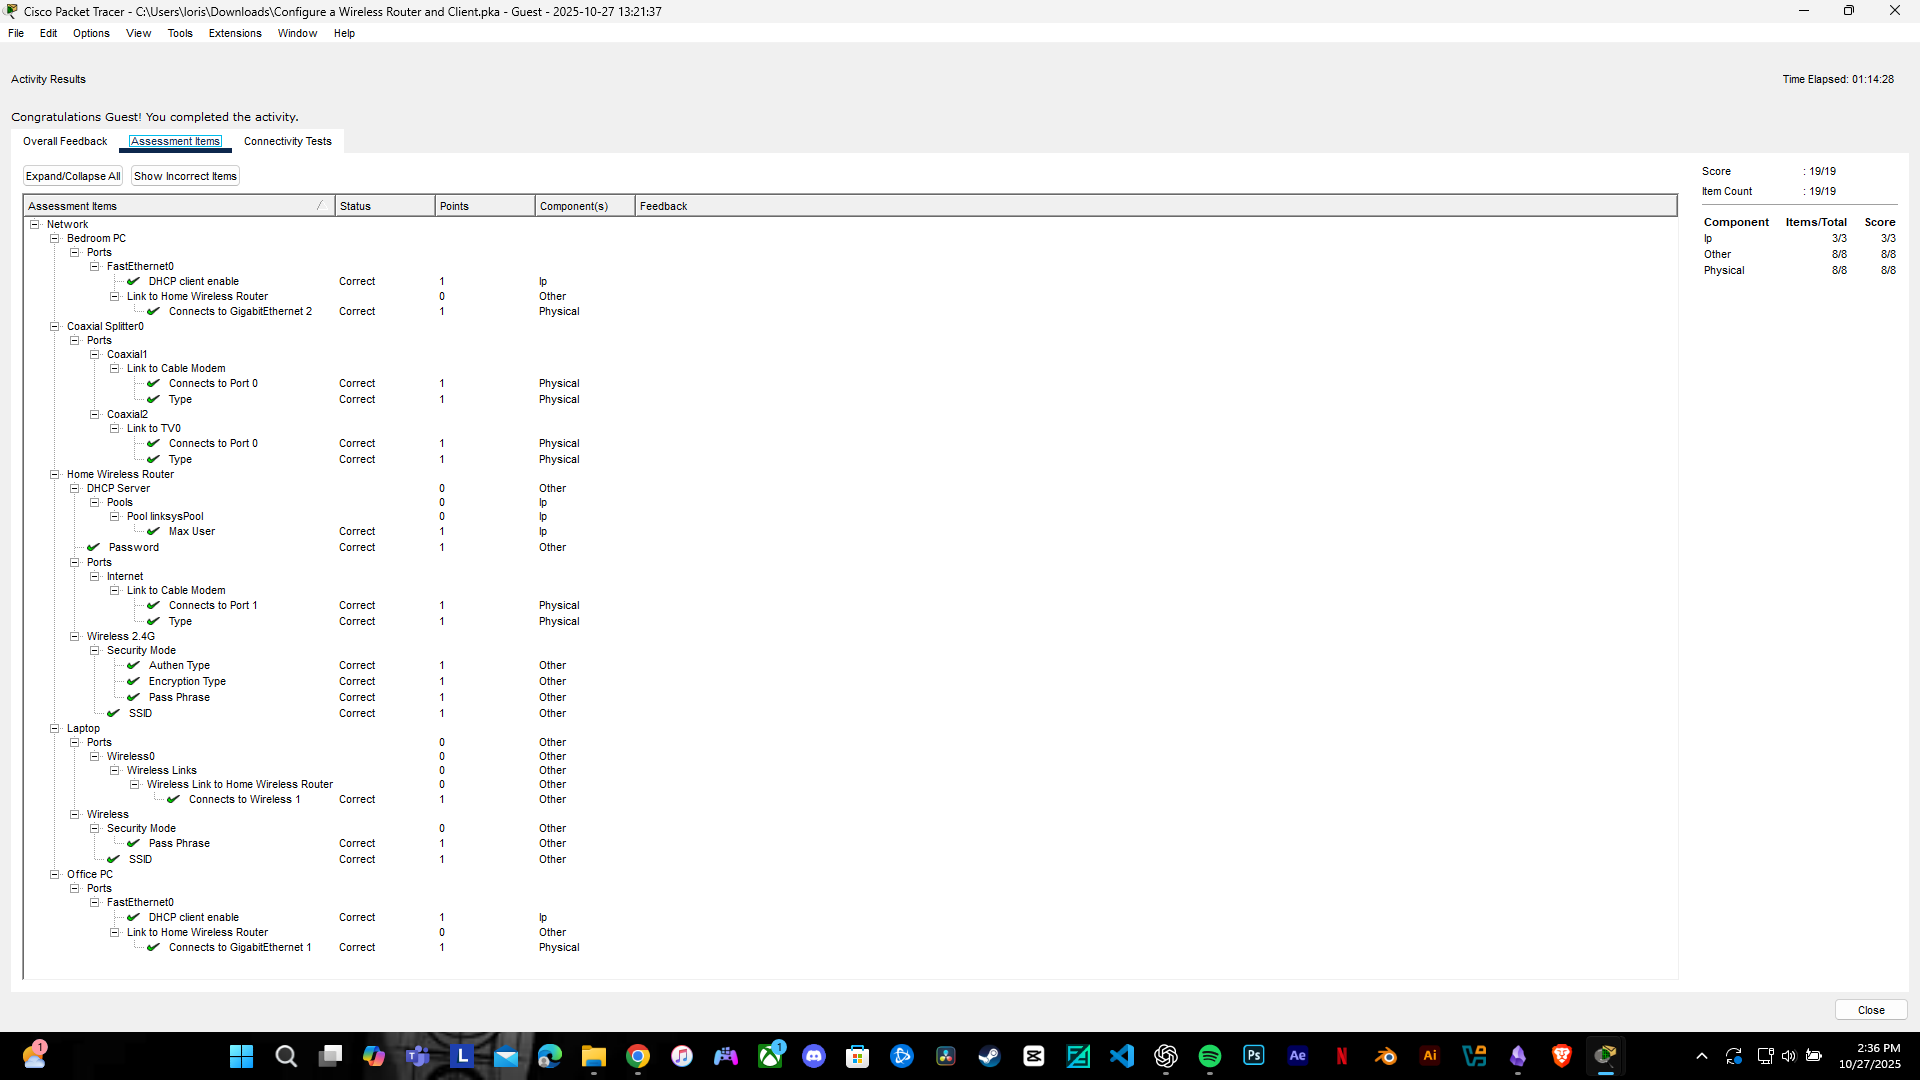 Cisco Packet Tracer - C:\Users\loris\Downloads\Configure a Wireless Router and Client.pka - Guest - 2025-10-27 13:21:37
File Edit Options View Tools Extensions Window Help
Activity Results Time Elapsed: 01:14:28
Congratulations Guest! You completed the activity.
Overall Feedback Assessment Items Connectivity Tests
Expand/Collapse All Show Incorrect Items
Assessment Items Status Points Component(s) Feedback
Network
Bedroom PC
Ports
FastEthernet0
DHCP client enable Correct 1 Ip
Link to Home Wireless Router 0 Other
Connects to GigabitEthernet 2 Correct 1 Physical
Coaxial Splitter0
Ports
Coaxial1
Link to Cable Modem
Connects to Port 0 Correct 1 Physical
Type Correct 1 Physical
Coaxial2
Link to TV0
Connects to Port 0 Correct 1 Physical
Type Correct 1 Physical
Home Wireless Router
DHCP Server 0 Other
Pools 0 Ip
Pool linksysPool 0 Ip
Max User Correct 1 Ip
Password Correct 1 Other
Ports
Internet
Link to Cable Modem
Connects to Port 1 Correct 1 Physical
Type Correct 1 Physical
Wireless 2.4G
Security Mode
Authen Type Correct 1 Other
Encryption Type Correct 1 Other
Pass Phrase Correct 1 Other
SSID Correct 1 Other
Laptop
Ports 0 Other
Wireless0 0 Other
Wireless Links 0 Other
Wireless Link to Home Wireless Router 0 Other
Connects to Wireless 1 Correct 1 Other
Wireless
Security Mode 0 Other
Pass Phrase Correct 1 Other
SSID Correct 1 Other
Office PC
Ports
FastEthernet0
DHCP client enable Correct 1 Ip
Link to Home Wireless Router 0 Other
Connects to GigabitEthernet 1 Correct 1 Physical
Score : 19/19
Item Count : 19/19
Component Items/Total Score
Ip 3/3 3/3
Other 8/8 8/8
Physical 8/8 8/8
Close
1
L
1
Ps
Ae
N
Ai
2:36 PM
10/27/2025